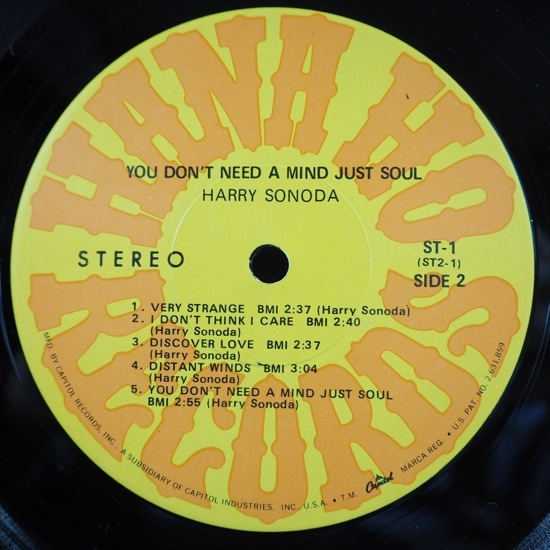 HANA HO
RECORDS
YOU DON'T NEED A MIND JUST SOUL
HARRY SONODA
STEREO
ST-1
(ST2-1)
SIDE 2
1. VERY STRANGE BMI 2:37 (Harry Sonoda)
2. I DON'T THINK I CARE BMI 2:40
(Harry Sonoda)
3. DISCOVER LOVE BMI 2:37
(Harry Sonoda)
4. DISTANT WINDS BMI 3:04
(Harry Sonoda)
5. YOU DON'T NEED A MIND JUST SOUL
BMI 2:55 (Harry Sonoda)
MFD. BY CAPITOL RECORDS, INC., A SUBSIDIARY OF CAPITOL INDUSTRIES, INC., U.S.A. • T.M. Capitol MARCA REG. • U.S. PAT. NO. 2,631,859